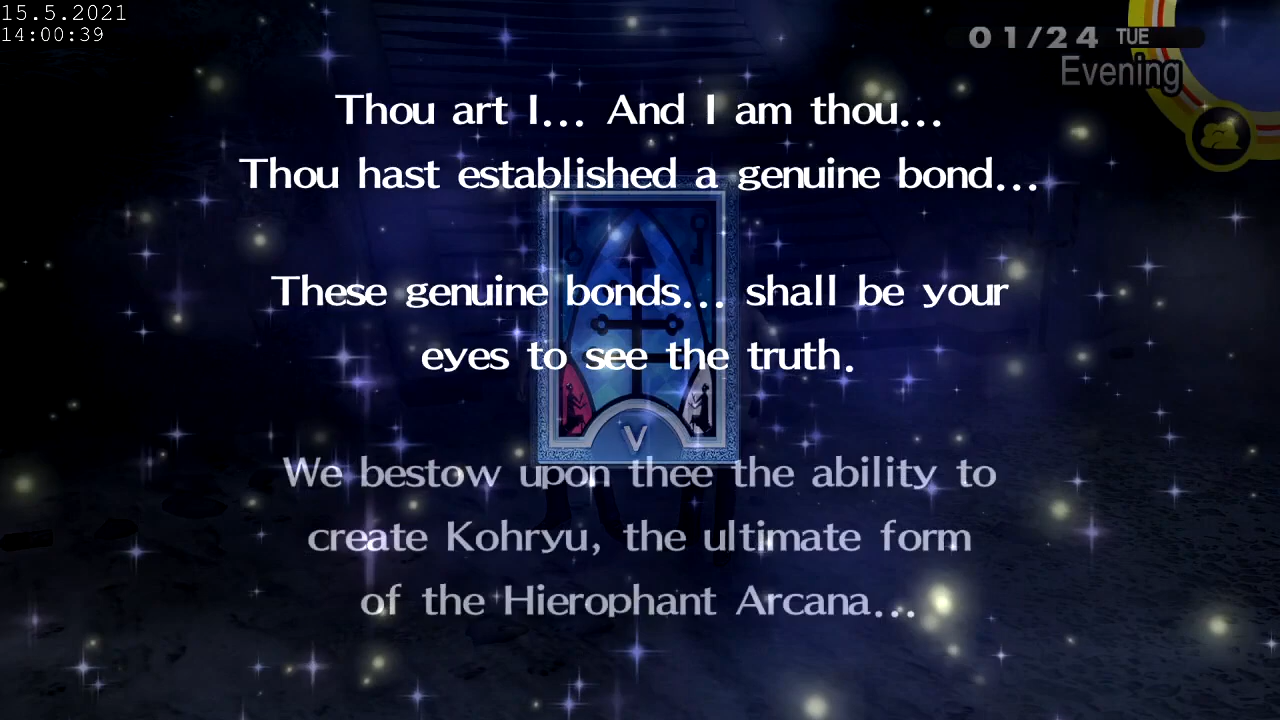 15.5.2021
14:00:39
01/24 TUE
Evening
Thou art I... And I am thou...
Thou hast established a genuine bond...
These genuine bonds... shall be your
eyes to see the truth.
V
We bestow upon thee the ability to
create Kohryu, the ultimate form
of the Hierophant Arcana...